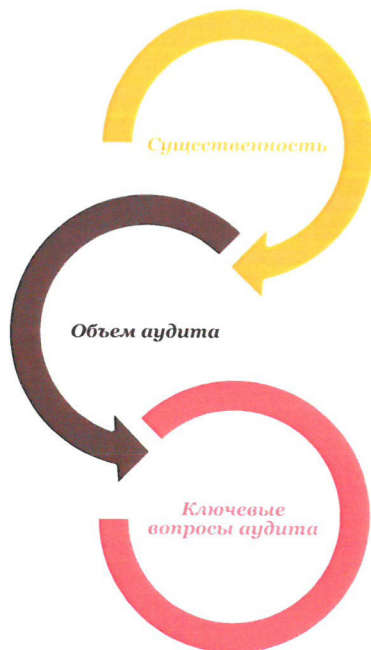 Существенность
Объем аудита
Ключевые
вопросы аудита